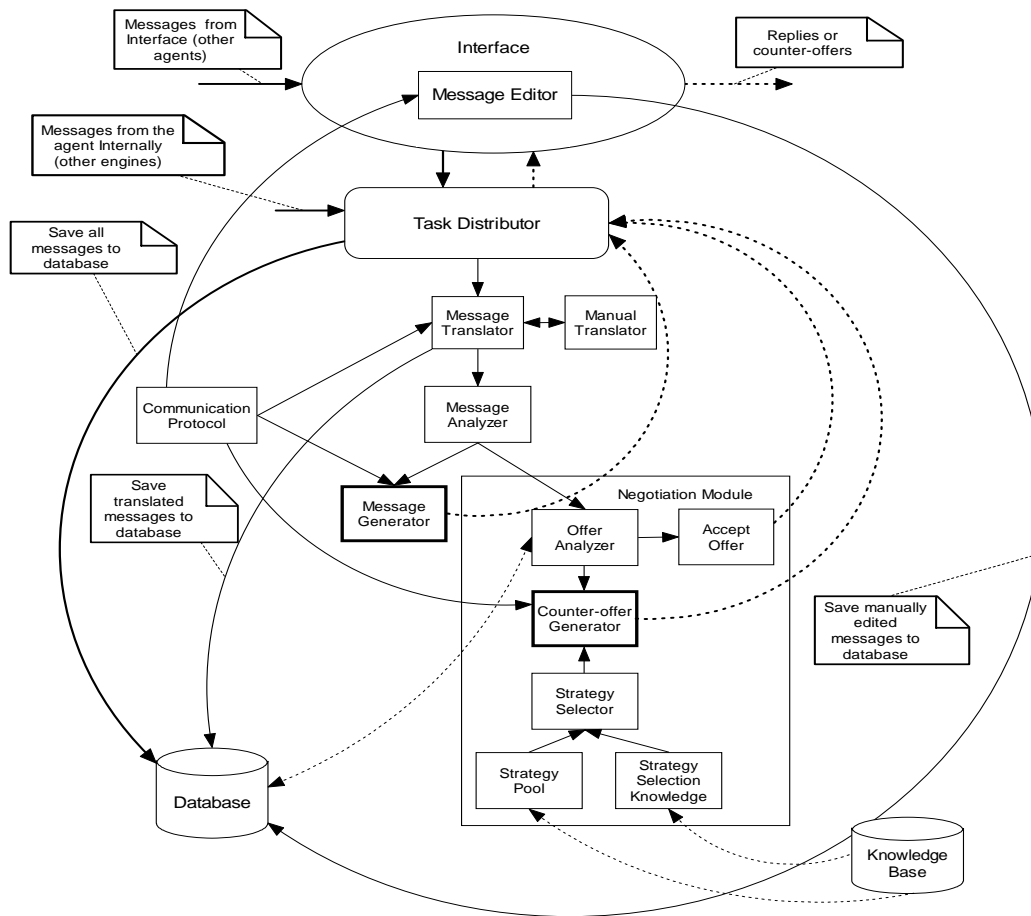 Messages from
Interface (other
agents)
Interface
Message Editor
Replies or
counter-offers
Messages from the
agent Internally
(other engines)
Task Distributor
Save all
messages to
database
Message
Translator
Manual
Translator
Communication
Protocol
Message
Analyzer
Save
translated
messages to
database
Message
Generator
Negotiation Module
Offer
Analyzer
Accept
Offer
Counter-offer
Generator
Save manually
edited
messages to
database
Strategy
Selector
Strategy
Pool
Strategy
Selection
Knowledge
Database
Knowledge
Base